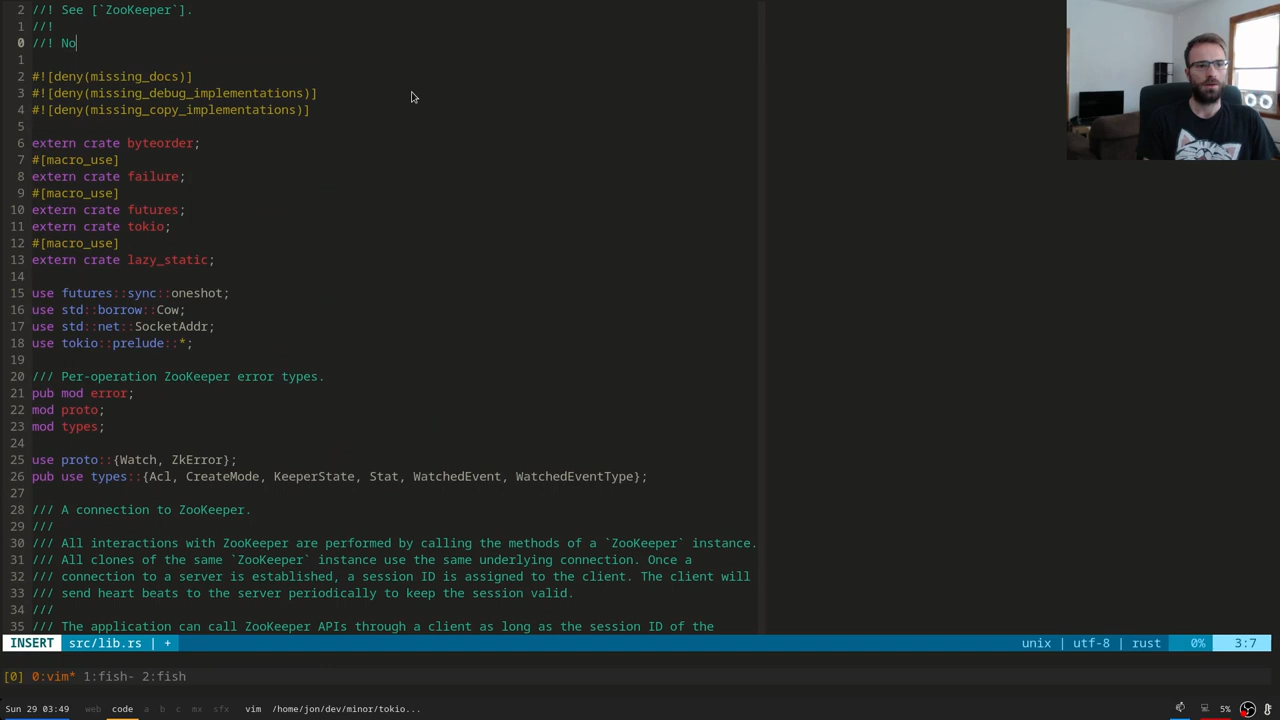 2 //! See [`ZooKeeper`].
1 //!
0 //! No
1
2 #![deny(missing_docs)]
3 #![deny(missing_debug_implementations)]
4 #![deny(missing_copy_implementations)]
5
6 extern crate byteorder;
7 #[macro_use]
8 extern crate failure;
9 #[macro_use]
10 extern crate futures;
11 extern crate tokio;
12 #[macro_use]
13 extern crate lazy_static;
14
15 use futures::sync::oneshot;
16 use std::borrow::Cow;
17 use std::net::SocketAddr;
18 use tokio::prelude::*;
19
20 /// Per-operation ZooKeeper error types.
21 pub mod error;
22 mod proto;
23 mod types;
24
25 use proto::{Watch, ZkError};
26 pub use types::{Acl, CreateMode, KeeperState, Stat, WatchedEvent, WatchedEventType};
27
28 /// A connection to ZooKeeper.
29 ///
30 /// All interactions with ZooKeeper are performed by calling the methods of a `ZooKeeper` instance.
31 /// All clones of the same `ZooKeeper` instance use the same underlying connection. Once a
32 /// connection to a server is established, a session ID is assigned to the client. The client will
33 /// send heart beats to the server periodically to keep the session valid.
34 ///
35 /// The application can call ZooKeeper APIs through a client as long as the session ID of the
INSERT src/lib.rs | + unix | utf-8 | rust 0% 3:7
[0] 0:vim* 1:fish- 2:fish
Sun 29 03:49 web code a b c mx sfx vim /home/jon/dev/minor/tokio... 5%